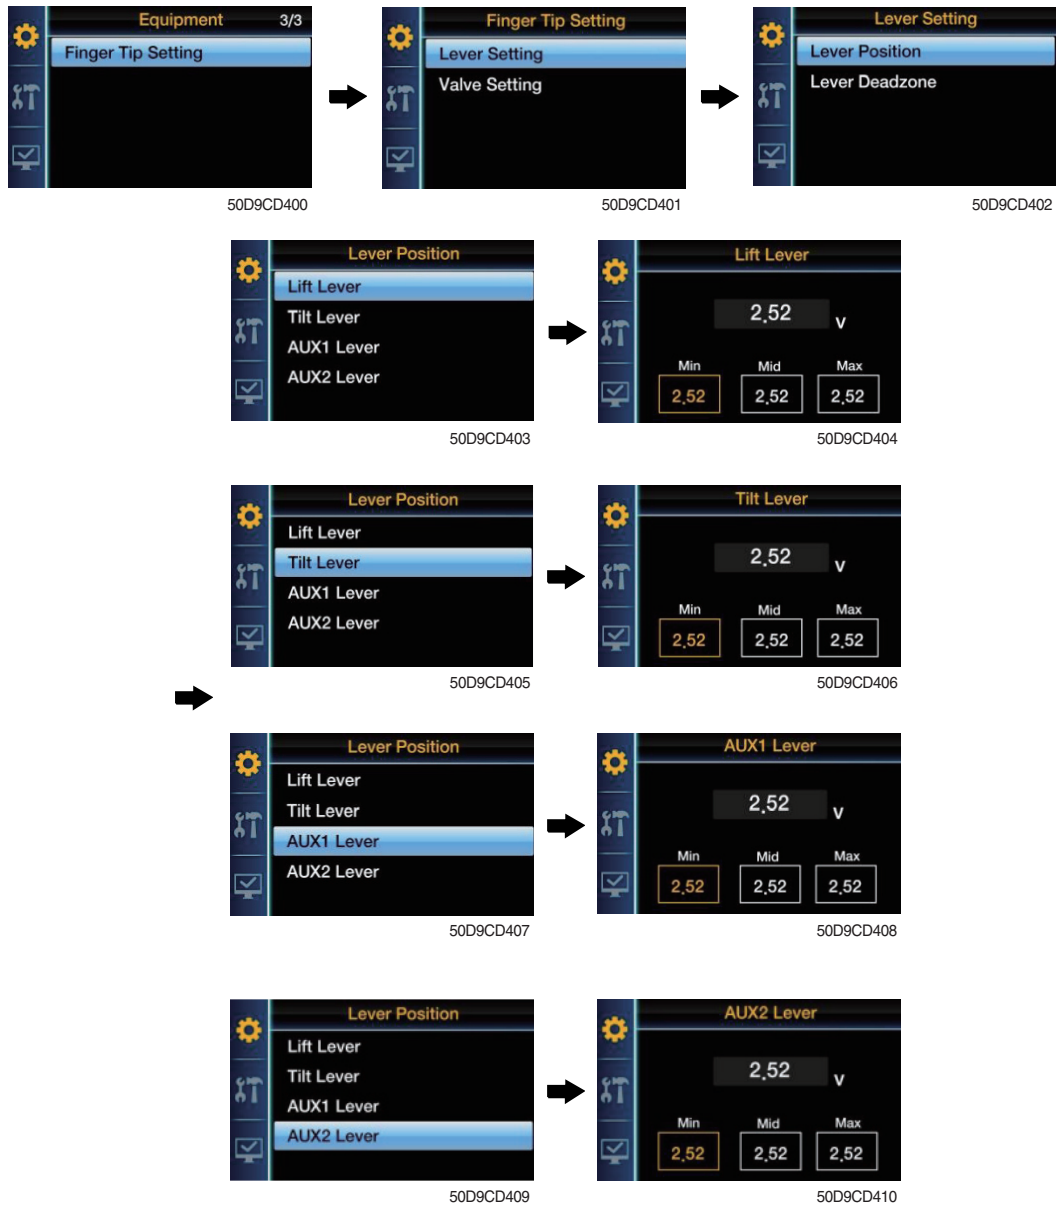 Equipment 3/3
Finger Tip Setting
50D9CD400
Finger Tip Setting
Lever Setting
Valve Setting
50D9CD401
Lever Setting
Lever Position
Lever Deadzone
50D9CD402
Lever Position
Lift Lever
Tilt Lever
AUX1 Lever
AUX2 Lever
50D9CD403
Lift Lever
2.52 V
Min Mid Max
2.52 2.52 2.52
50D9CD404
Lever Position
Lift Lever
Tilt Lever
AUX1 Lever
AUX2 Lever
50D9CD405
Tilt Lever
2.52 V
Min Mid Max
2.52 2.52 2.52
50D9CD406
Lever Position
Lift Lever
Tilt Lever
AUX1 Lever
AUX2 Lever
50D9CD407
AUX1 Lever
2.52 V
Min Mid Max
2.52 2.52 2.52
50D9CD408
Lever Position
Lift Lever
Tilt Lever
AUX1 Lever
AUX2 Lever
50D9CD409
AUX2 Lever
2.52 V
Min Mid Max
2.52 2.52 2.52
50D9CD410